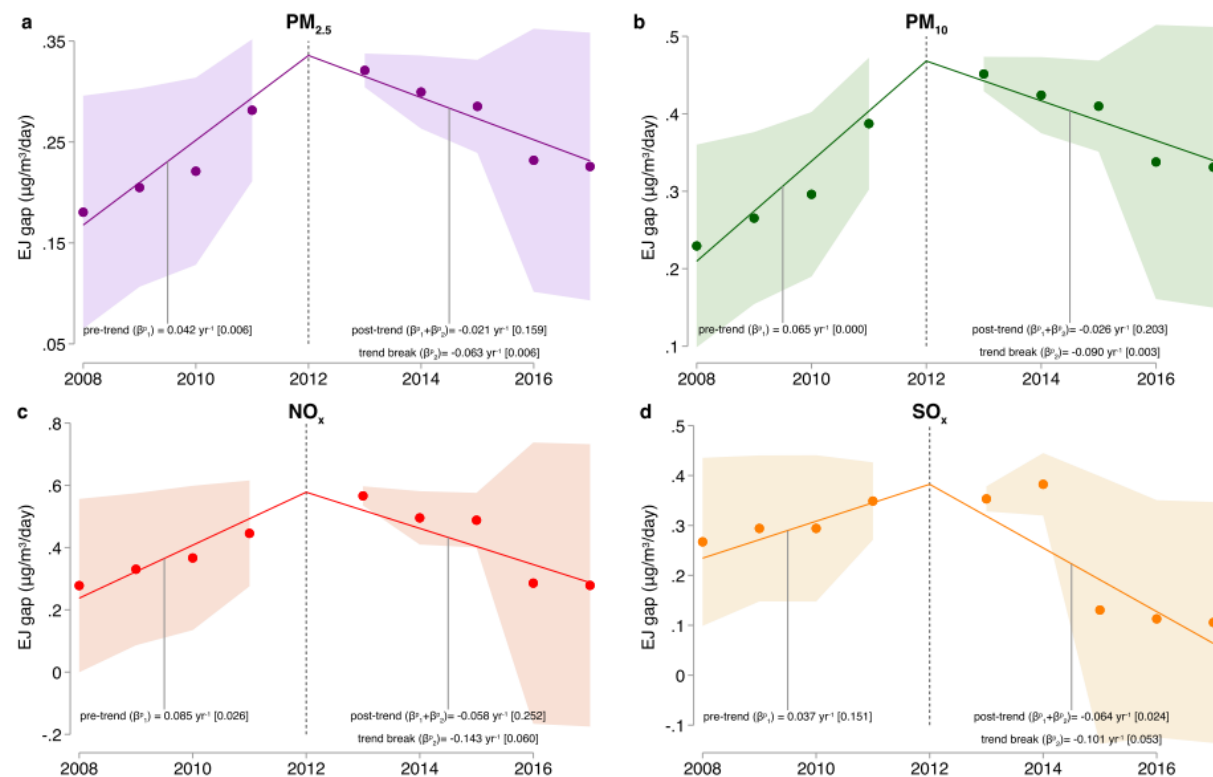 a
PM2.5
EJ gap (μg/m³/day)
.35
.25
.15
.05
pre-trend (βᵖ₁) = 0.042 yr⁻¹ [0.006]
post-trend (βᵖ₁+βᵖ₂)= -0.021 yr⁻¹ [0.159]
trend break (βᵖ₂)= -0.063 yr⁻¹ [0.006]
2008 2010 2012 2014 2016
b
PM10
EJ gap (μg/m³/day)
.5
.4
.3
.2
.1
pre-trend (βᵖ₁) = 0.065 yr⁻¹ [0.000]
post-trend (βᵖ₁+βᵖ₂)= -0.026 yr⁻¹ [0.203]
trend break (βᵖ₂)= -0.090 yr⁻¹ [0.003]
2008 2010 2012 2014 2016
c
NOx
EJ gap (μg/m³/day)
.8
.6
.4
.2
0
-.2
pre-trend (βᵖ₁) = 0.085 yr⁻¹ [0.026]
post-trend (βᵖ₁+βᵖ₂)= -0.058 yr⁻¹ [0.252]
trend break (βᵖ₂)= -0.143 yr⁻¹ [0.060]
2008 2010 2012 2014 2016
d
SOx
EJ gap (μg/m³/day)
.5
.4
.3
.2
.1
0
-.1
pre-trend (βᵖ₁) = 0.037 yr⁻¹ [0.151]
post-trend (βᵖ₁+βᵖ₂)= -0.064 yr⁻¹ [0.024]
trend break (βᵖ₂)= -0.101 yr⁻¹ [0.053]
2008 2010 2012 2014 2016